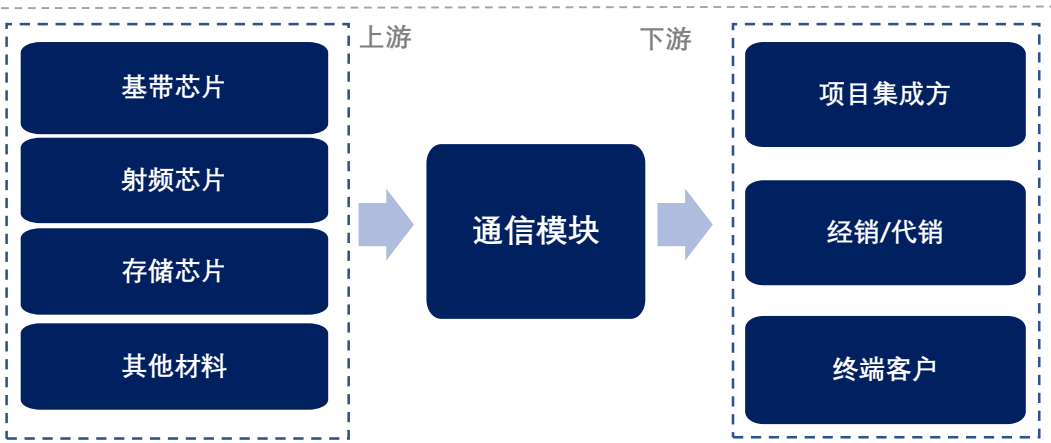 上游
基带芯片
射频芯片
存储芯片
其他材料
通信模块
下游
项目集成方
经销/代销
终端客户